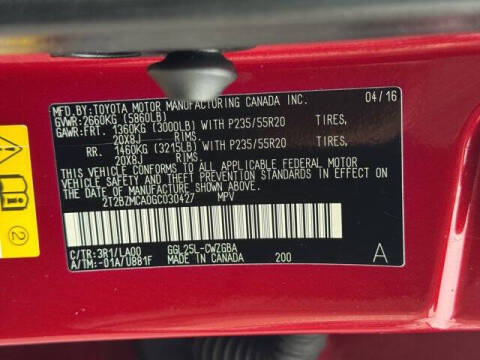 MFD. BY: TOYOTA MOTOR MANUFACTURING CANADA INC. 04/16
GVWR: 2660KG (5860LB)
GAWR: FRT. 1360KG (3000LB) WITH P235/55R20 TIRES,
20X8J RIMS,
RR. 1460KG (3215LB) WITH P235/55R20 TIRES,
20X8J RIMS,
THIS VEHICLE CONFORMS TO ALL APPLICABLE FEDERAL MOTOR
VEHICLE SAFETY AND THEFT PREVENTION STANDARDS IN EFFECT
ON THE DATE OF MANUFACTURE SHOWN ABOVE.
2T2BZMCA0GC030427 MPV
C/TR: 3R1/LA00 GGL25L-CWZGBA A
A/TM: -01A/U881F MADE IN CANADA 200
2